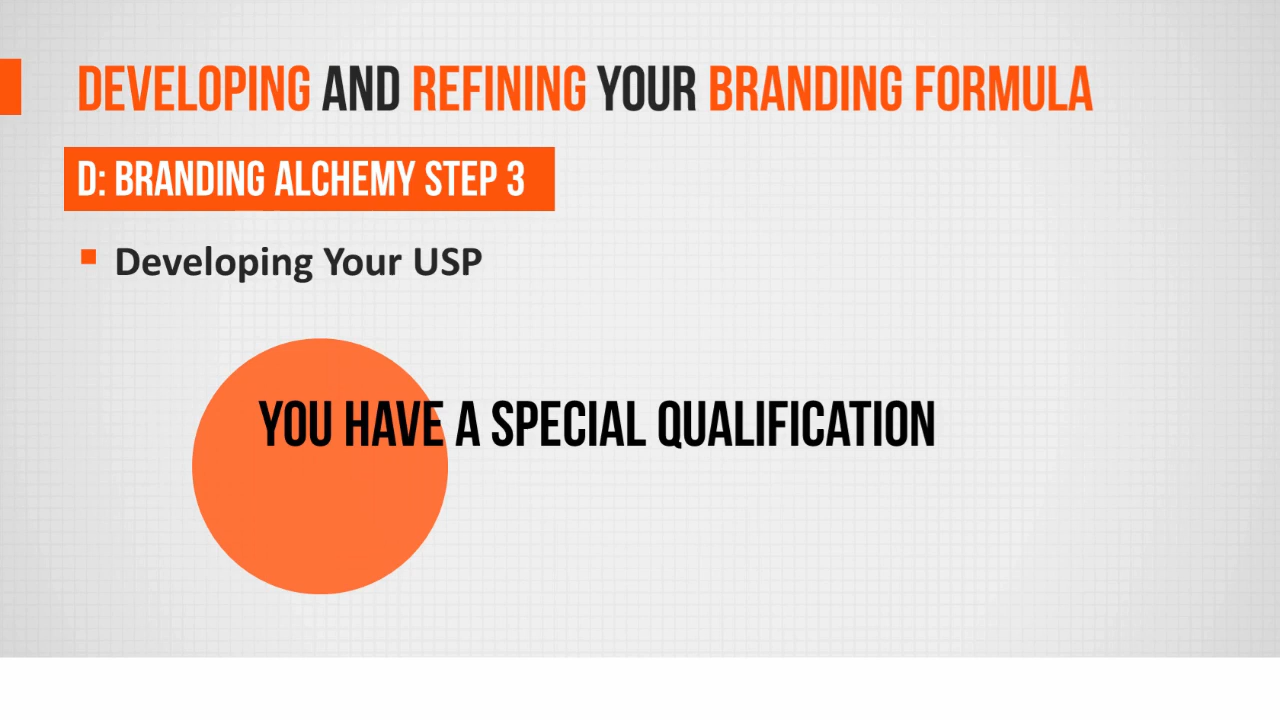 DEVELOPING AND REFINING YOUR BRANDING FORMULA
D: BRANDING ALCHEMY STEP 3
Developing Your USP
YOU HAVE A SPECIAL QUALIFICATION